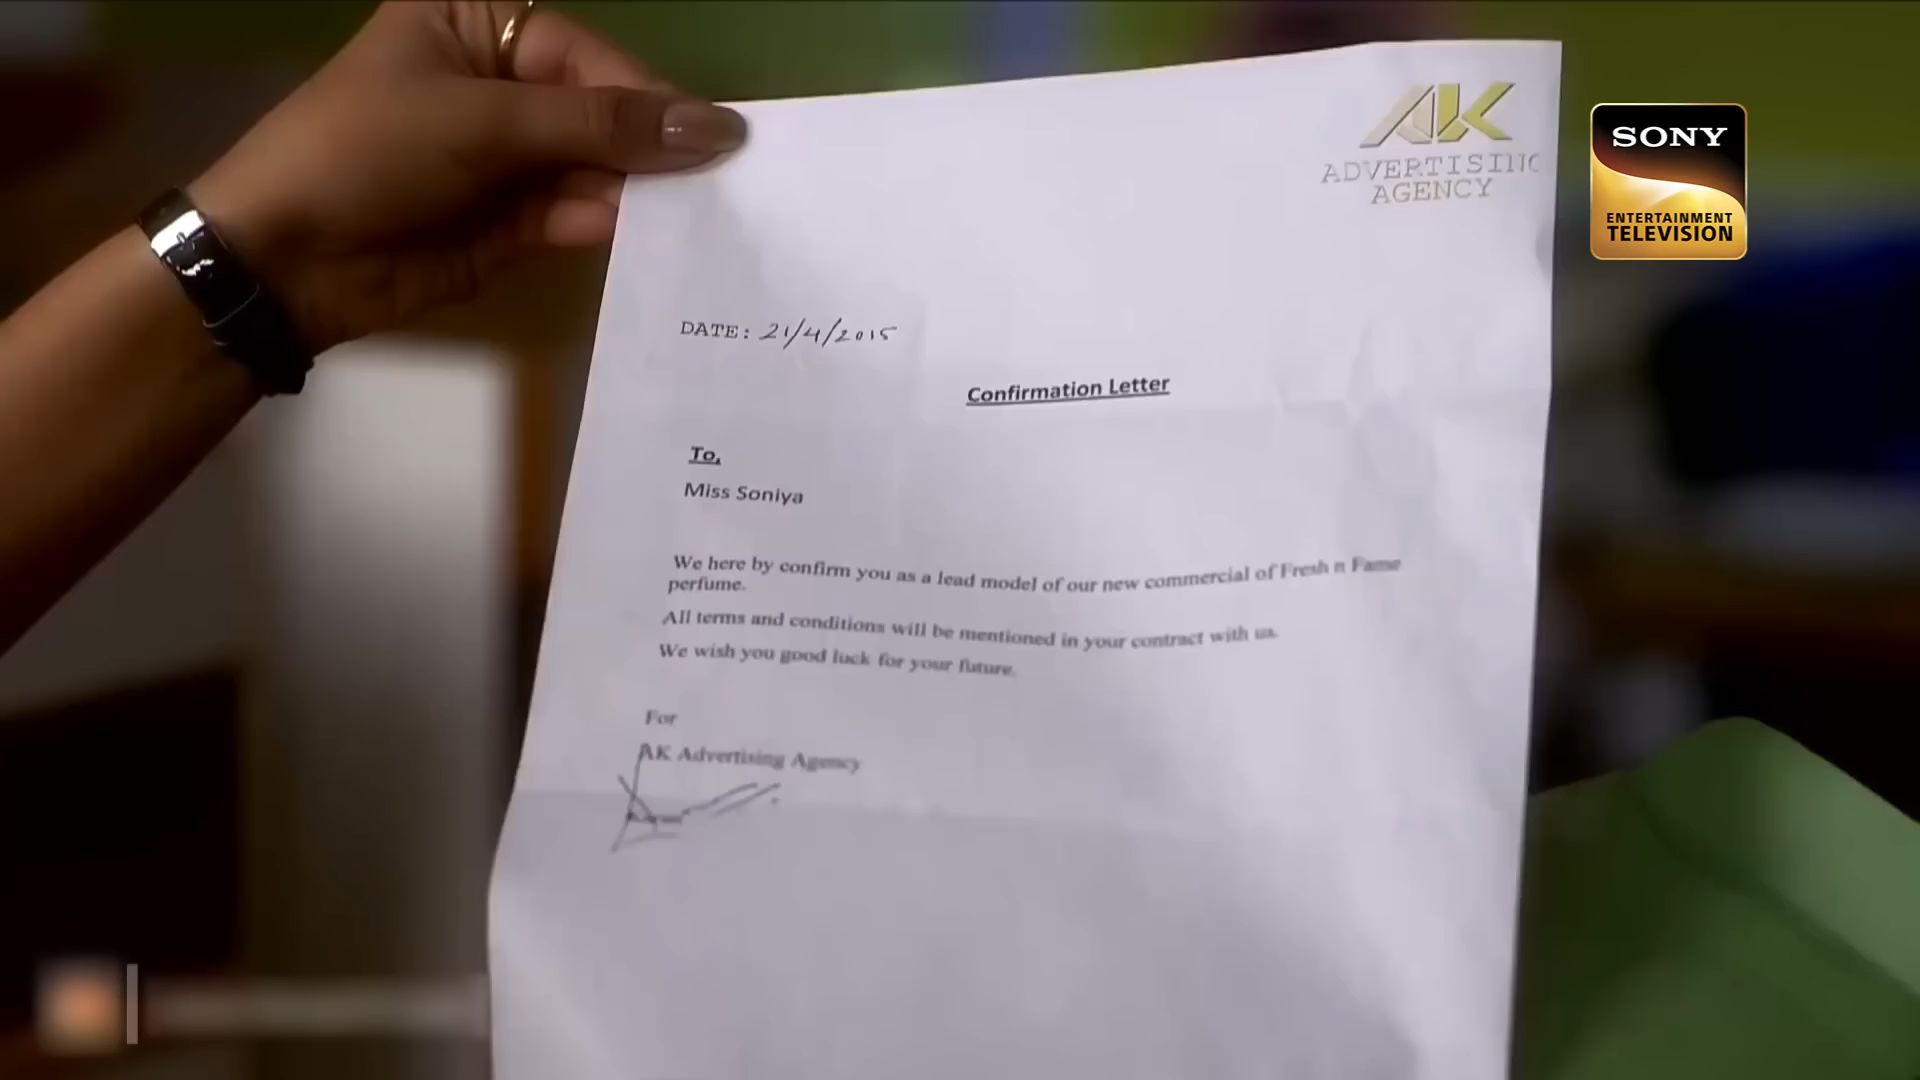 AK
ADVERTISING
AGENCY
SONY
ENTERTAINMENT
TELEVISION
DATE: 21/4/2015
Confirmation Letter
To,
Miss Soniya
We here by confirm you as a lead model of our new commercial of Fresh n Fame
perfume.
All terms and conditions will be mentioned in your contract with us.
We wish you good luck for your future.
For
AK Advertising Agency